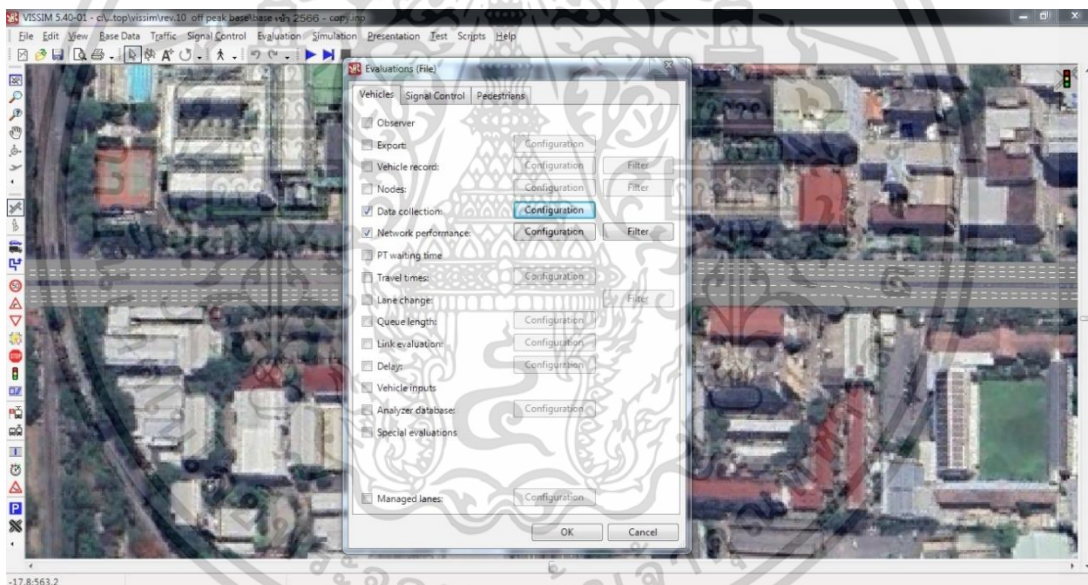 VISSIM 5.40-01 - c:\...top\vissim\rev.10 off peak base\base เช้า 2566 - copy.inp
File Edit View Base Data Traffic Signal Control Evaluation Simulation Presentation Test Scripts Help
Evaluations (File)
Vehicles Signal Control Pedestrians
Observer
Export: Configuration
Vehicle record: Configuration Filter
Nodes: Configuration Filter
Data collection: Configuration
Network performance: Configuration Filter
PT waiting time
Travel times: Configuration
Lane change: Filter
Queue length: Configuration
Link evaluation: Configuration
Delay: Configuration
Vehicle inputs
Analyzer database: Configuration
Special evaluations
Managed lanes: Configuration
OK Cancel
-17.8:563.2